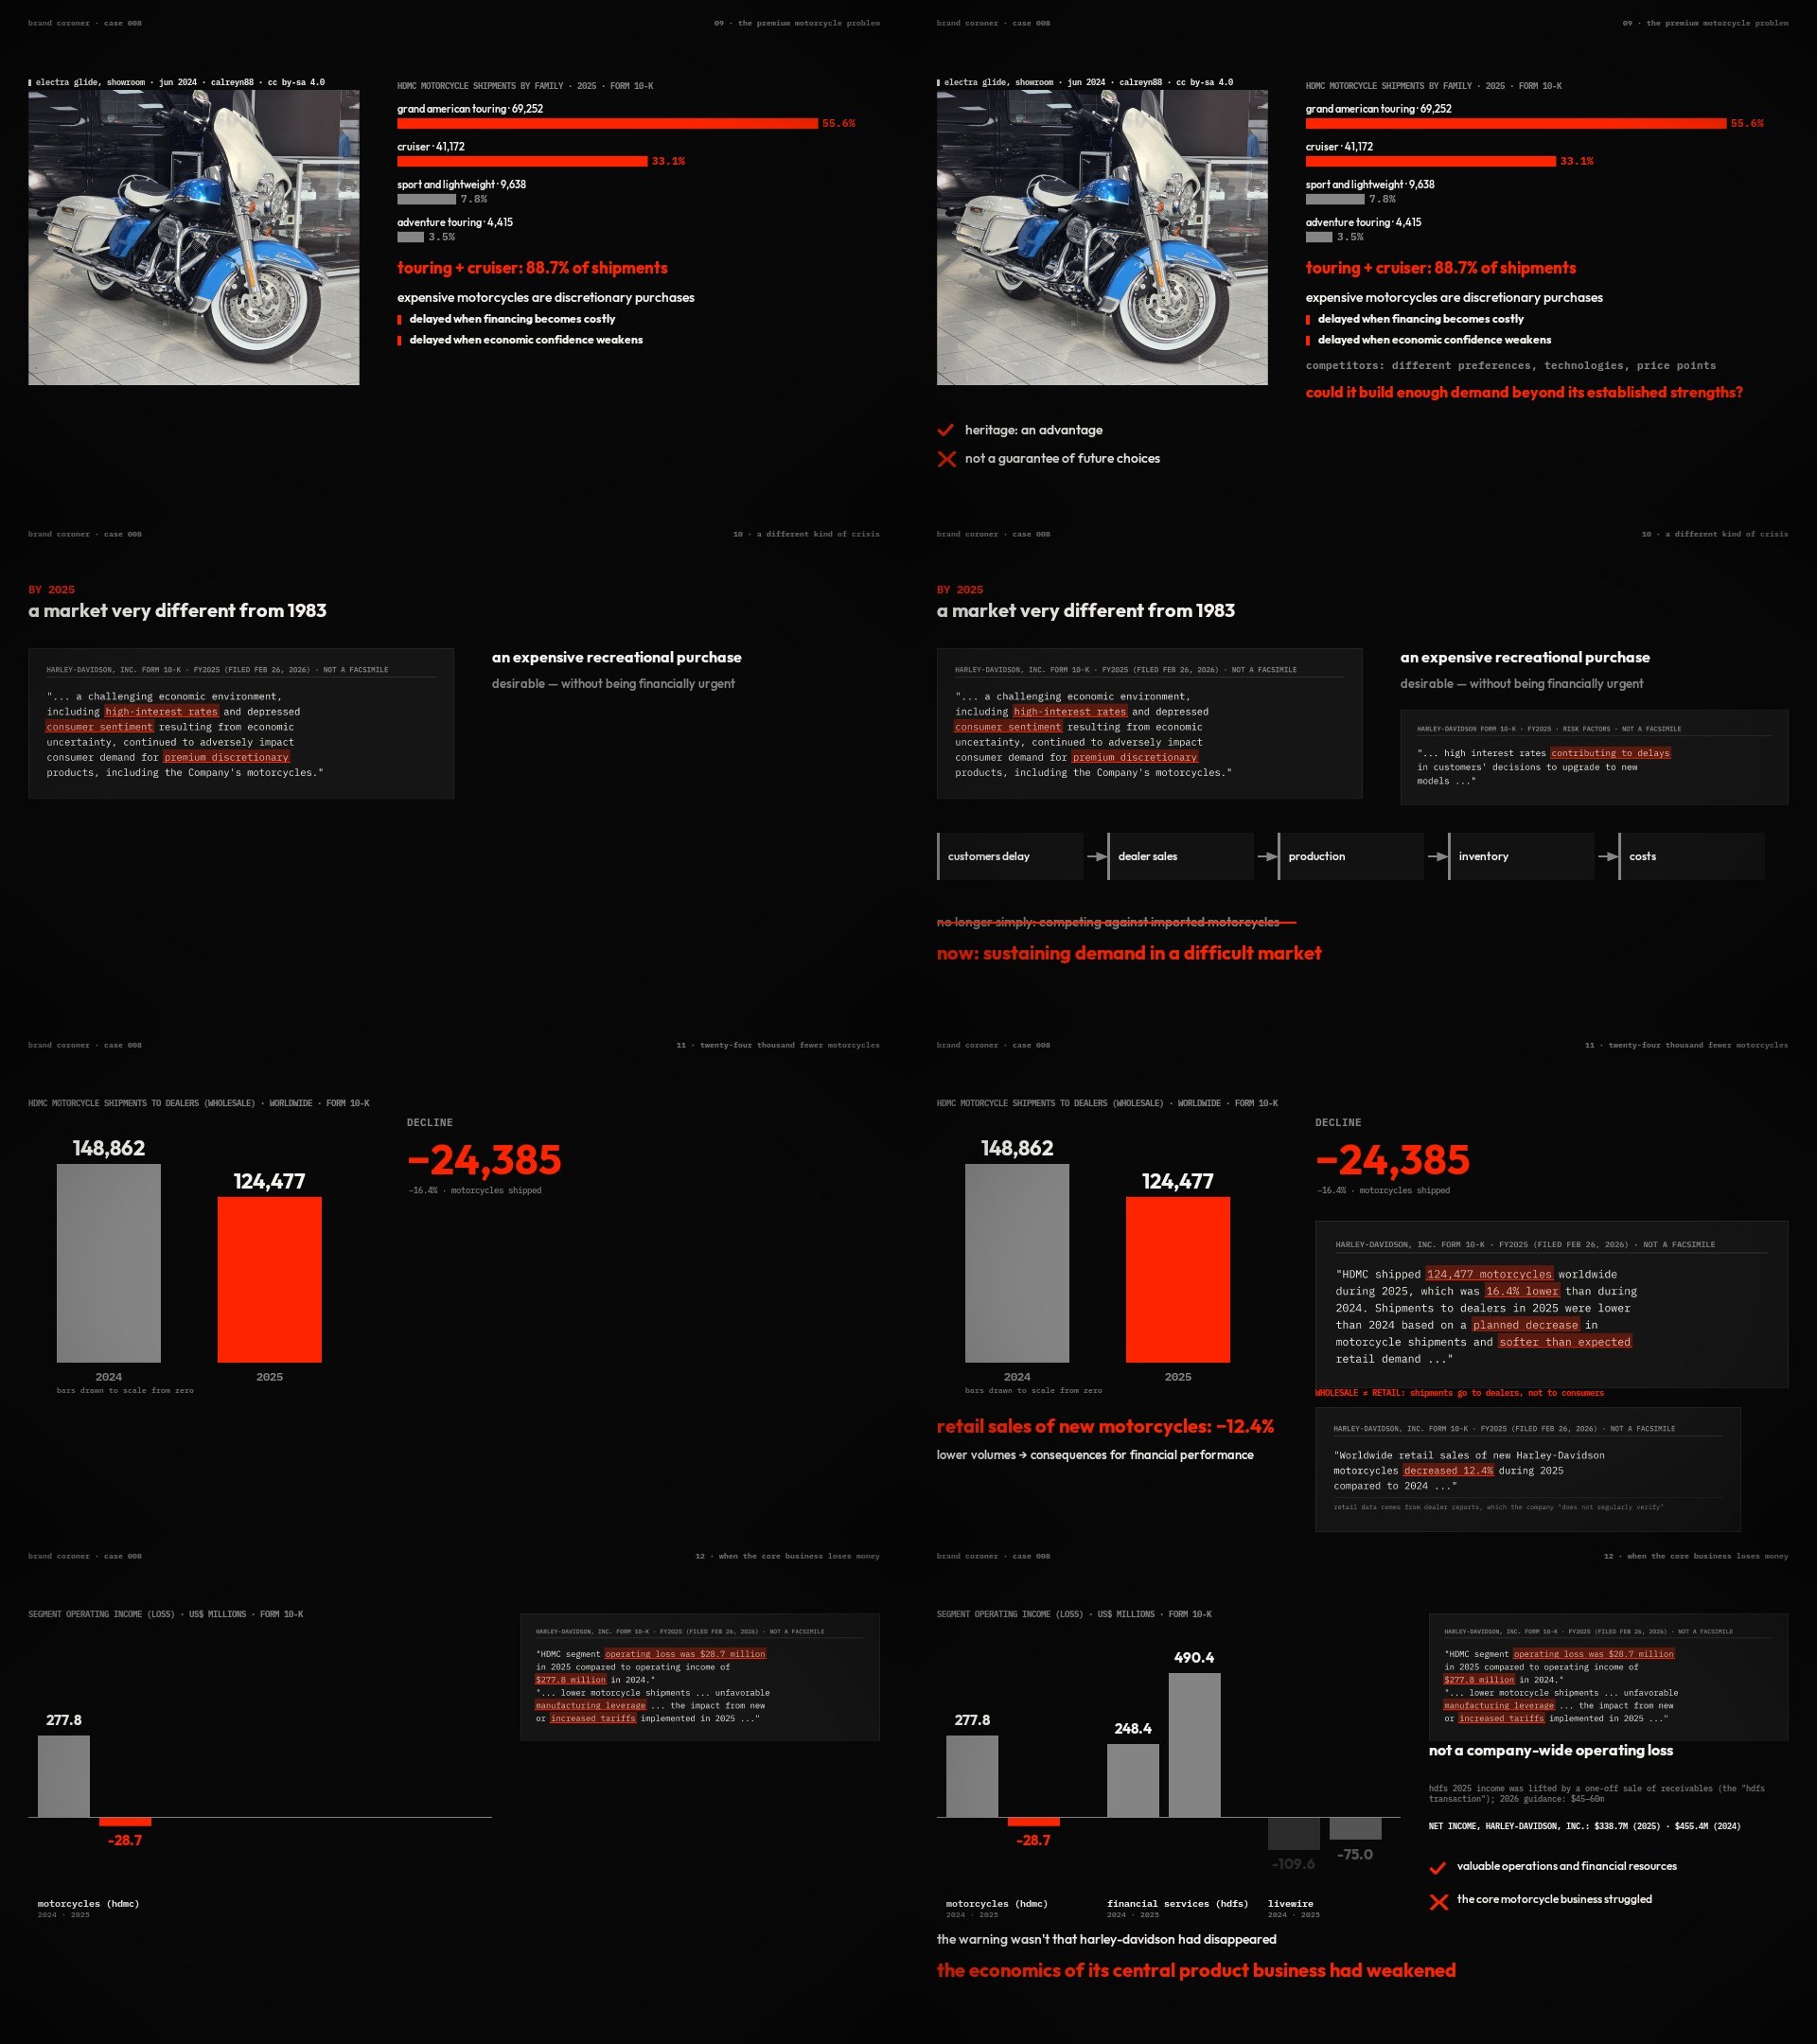 brand coroner · case 008
09 · the premium motorcycle problem
electra glide, showroom · jun 2024 · calreyn88 · cc by-sa 4.0
HDMC MOTORCYCLE SHIPMENTS BY FAMILY · 2025 · FORM 10-K
grand american touring · 69,252
55.6%
cruiser · 41,172
33.1%
sport and lightweight · 9,638
7.8%
adventure touring · 4,415
3.5%
touring + cruiser: 88.7% of shipments
expensive motorcycles are discretionary purchases
delayed when financing becomes costly
delayed when economic confidence weakens
brand coroner · case 008
09 · the premium motorcycle problem
electra glide, showroom · jun 2024 · calreyn88 · cc by-sa 4.0
HDMC MOTORCYCLE SHIPMENTS BY FAMILY · 2025 · FORM 10-K
grand american touring · 69,252
55.6%
cruiser · 41,172
33.1%
sport and lightweight · 9,638
7.8%
adventure touring · 4,415
3.5%
touring + cruiser: 88.7% of shipments
expensive motorcycles are discretionary purchases
delayed when financing becomes costly
delayed when economic confidence weakens
competitors: different preferences, technologies, price points
could it build enough demand beyond its established strengths?
heritage: an advantage
not a guarantee of future choices
brand coroner · case 008
10 · a different kind of crisis
BY 2025
a market very different from 1983
HARLEY-DAVIDSON, INC. FORM 10-K · FY2025 (FILED FEB 26, 2026) · NOT A FACSIMILE
"... a challenging economic environment,
including high-interest rates and depressed
consumer sentiment resulting from economic
uncertainty, continued to adversely impact
consumer demand for premium discretionary
products, including the Company's motorcycles."
an expensive recreational purchase
desirable — without being financially urgent
brand coroner · case 008
10 · a different kind of crisis
BY 2025
a market very different from 1983
HARLEY-DAVIDSON, INC. FORM 10-K · FY2025 (FILED FEB 26, 2026) · NOT A FACSIMILE
"... a challenging economic environment,
including high-interest rates and depressed
consumer sentiment resulting from economic
uncertainty, continued to adversely impact
consumer demand for premium discretionary
products, including the Company's motorcycles."
an expensive recreational purchase
desirable — without being financially urgent
HARLEY-DAVIDSON FORM 10-K · FY2025 · RISK FACTORS · NOT A FACSIMILE
"... high interest rates contributing to delays
in customers' decisions to upgrade to new
models ..."
customers delay
dealer sales
production
inventory
costs
no longer simply: competing against imported motorcycles
now: sustaining demand in a difficult market
brand coroner · case 008
11 · twenty-four thousand fewer motorcycles
HDMC MOTORCYCLE SHIPMENTS TO DEALERS (WHOLESALE) · WORLDWIDE · FORM 10-K
148,862
124,477
2024
2025
bars drawn to scale from zero
DECLINE
−24,385
−16.4% · motorcycles shipped
brand coroner · case 008
11 · twenty-four thousand fewer motorcycles
HDMC MOTORCYCLE SHIPMENTS TO DEALERS (WHOLESALE) · WORLDWIDE · FORM 10-K
148,862
124,477
2024
2025
bars drawn to scale from zero
retail sales of new motorcycles: −12.4%
lower volumes → consequences for financial performance
DECLINE
−24,385
−16.4% · motorcycles shipped
HARLEY-DAVIDSON, INC. FORM 10-K · FY2025 (FILED FEB 26, 2026) · NOT A FACSIMILE
"HDMC shipped 124,477 motorcycles worldwide
during 2025, which was 16.4% lower than during
2024. Shipments to dealers in 2025 were lower
than 2024 based on a planned decrease in
motorcycle shipments and softer than expected
retail demand ..."
WHOLESALE ≠ RETAIL: shipments go to dealers, not to consumers
HARLEY-DAVIDSON, INC. FORM 10-K · FY2025 (FILED FEB 26, 2026) · NOT A FACSIMILE
"Worldwide retail sales of new Harley-Davidson
motorcycles decreased 12.4% during 2025
compared to 2024 ..."
retail data comes from dealer reports, which the company "does not regularly verify"
brand coroner · case 008
12 · when the core business loses money
SEGMENT OPERATING INCOME (LOSS) · US$ MILLIONS · FORM 10-K
277.8
-28.7
motorcycles (hdmc)
2024 · 2025
HARLEY-DAVIDSON, INC. FORM 10-K · FY2025 (FILED FEB 26, 2026) · NOT A FACSIMILE
"HDMC segment operating loss was $28.7 million
in 2025 compared to operating income of
$277.8 million in 2024."
"... lower motorcycle shipments ... unfavorable
manufacturing leverage ... the impact from new
or increased tariffs implemented in 2025 ..."
brand coroner · case 008
12 · when the core business loses money
SEGMENT OPERATING INCOME (LOSS) · US$ MILLIONS · FORM 10-K
277.8
-28.7
248.4
490.4
-109.6
-75.0
motorcycles (hdmc)
2024 · 2025
financial services (hdfs)
2024 · 2025
livewire
2024 · 2025
HARLEY-DAVIDSON, INC. FORM 10-K · FY2025 (FILED FEB 26, 2026) · NOT A FACSIMILE
"HDMC segment operating loss was $28.7 million
in 2025 compared to operating income of
$277.8 million in 2024."
"... lower motorcycle shipments ... unfavorable
manufacturing leverage ... the impact from new
or increased tariffs implemented in 2025 ..."
not a company-wide operating loss
hdfs 2025 income was lifted by a one-off sale of receivables (the "hdfs
transaction"); 2026 guidance: $45–60m
NET INCOME, HARLEY-DAVIDSON, INC.: $338.7M (2025) · $455.4M (2024)
valuable operations and financial resources
the core motorcycle business struggled
the warning wasn't that harley-davidson had disappeared
the economics of its central product business had weakened